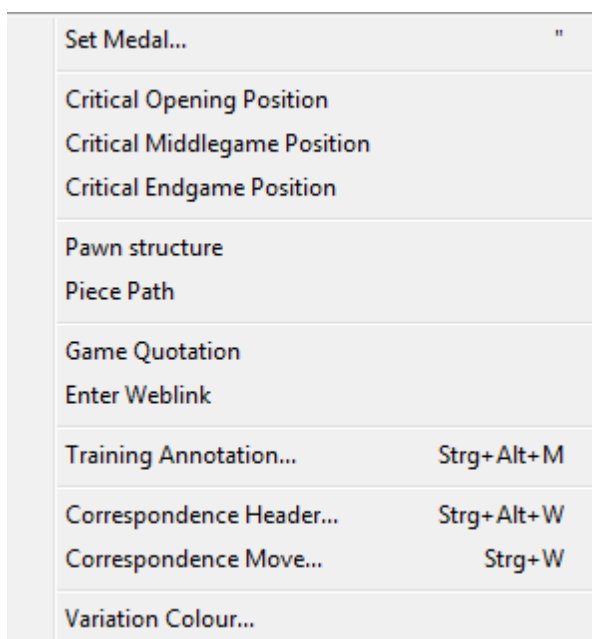 Set Medal... "
Critical Opening Position
Critical Middlegame Position
Critical Endgame Position
Pawn structure
Piece Path
Game Quotation
Enter Weblink
Training Annotation... Strg+Alt+M
Correspondence Header... Strg+Alt+W
Correspondence Move... Strg+W
Variation Colour...